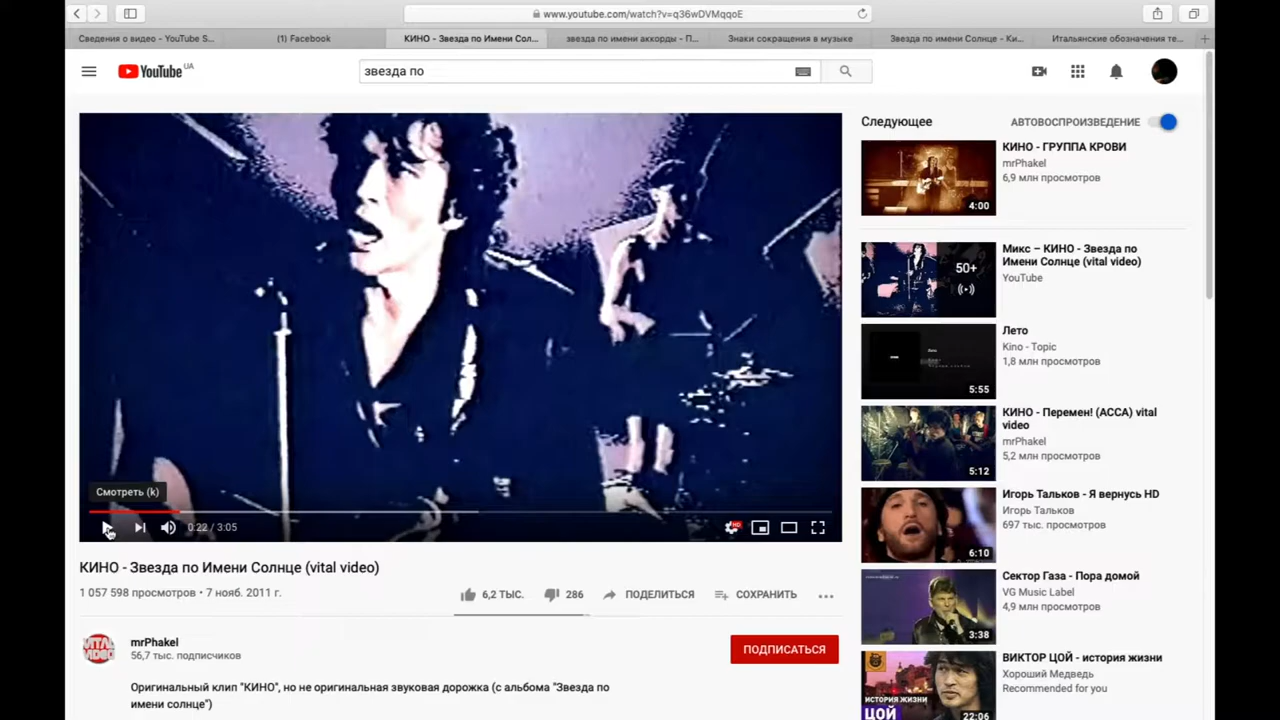 www.youtube.com/watch?v=q36wDVMqqoE
Сведения о видео - YouTube S...
(1) Facebook
КИНО - Звезда по Имени Сол...
звезда по имени аккорды - П...
Знаки сокращения в музыке
Звезда по имени Солнце - Ки...
Итальянские обозначения те...
YouTube UA
звезда по
Следующее
АВТОВОСПРОИЗВЕДЕНИЕ
КИНО - ГРУППА КРОВИ
mrPhakel
6,9 млн просмотров
4:00
Микс – КИНО - Звезда по
Имени Солнце (vital video)
YouTube
50+
Лето
Kino - Topic
1,8 млн просмотров
5:55
КИНО - Перемен! (АССА) vital
video
mrPhakel
5,2 млн просмотров
5:12
Игорь Тальков - Я вернусь HD
Игорь Тальков
697 тыс. просмотров
6:10
Сектор Газа - Пора домой
VG Music Label
4,9 млн просмотров
3:38
ВИКТОР ЦОЙ - история жизни
Хороший Медведь
Recommended for you
ИСТОРИЯ ЖИЗНИ
ЦОЙ
22:06
Смотреть (k)
0:22 / 3:05
HD
КИНО - Звезда по Имени Солнце (vital video)
1 057 598 просмотров • 7 нояб. 2011 г.
6,2 ТЫС.
286
ПОДЕЛИТЬСЯ
СОХРАНИТЬ
VITAL
VIDEO
mrPhakel
56,7 тыс. подписчиков
ПОДПИСАТЬСЯ
Оригинальный клип "КИНО", но не оригинальная звуковая дорожка (с альбома "Звезда по
имени солнце")